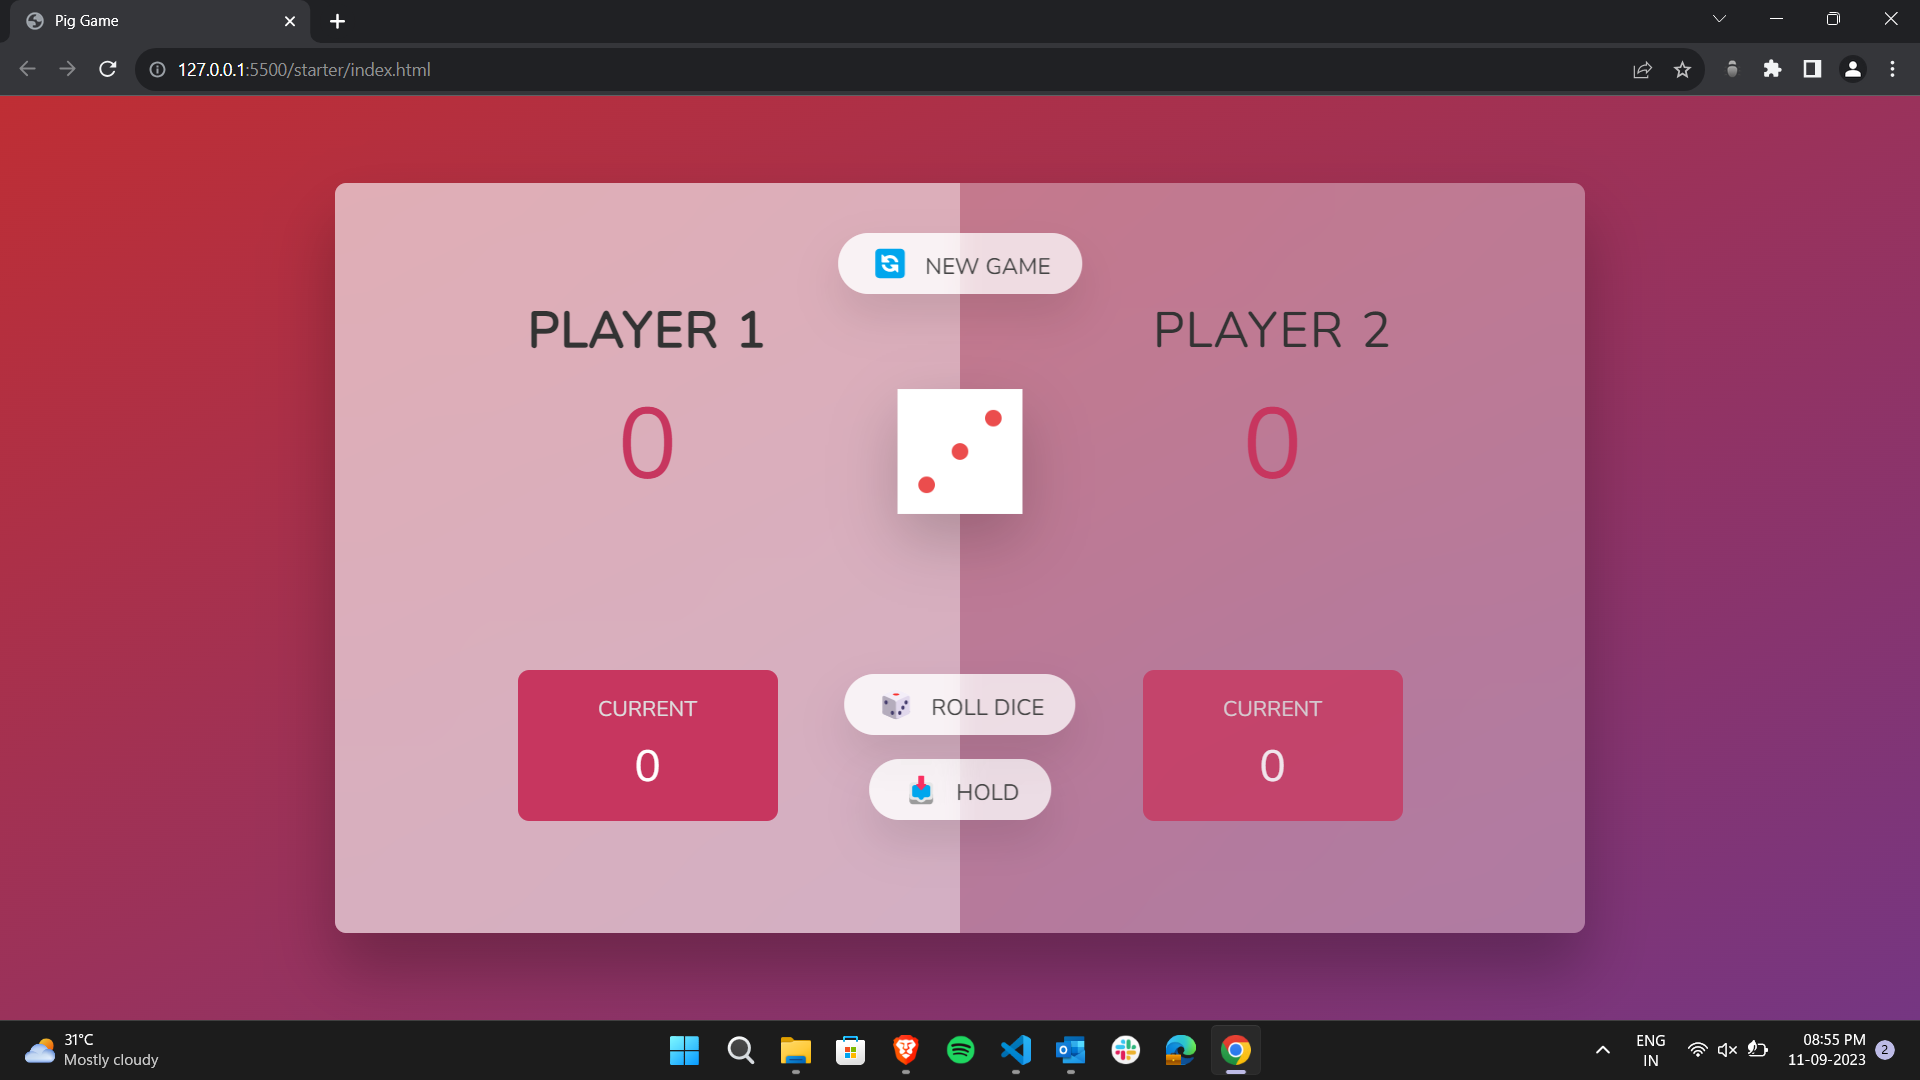 Pig Game
127.0.0.1:5500/starter/index.html
NEW GAME
PLAYER 1
0
PLAYER 2
0
CURRENT
0
ROLL DICE
HOLD
CURRENT
0
31°C
Mostly cloudy
ENG
IN
08:55 PM
11-09-2023
2